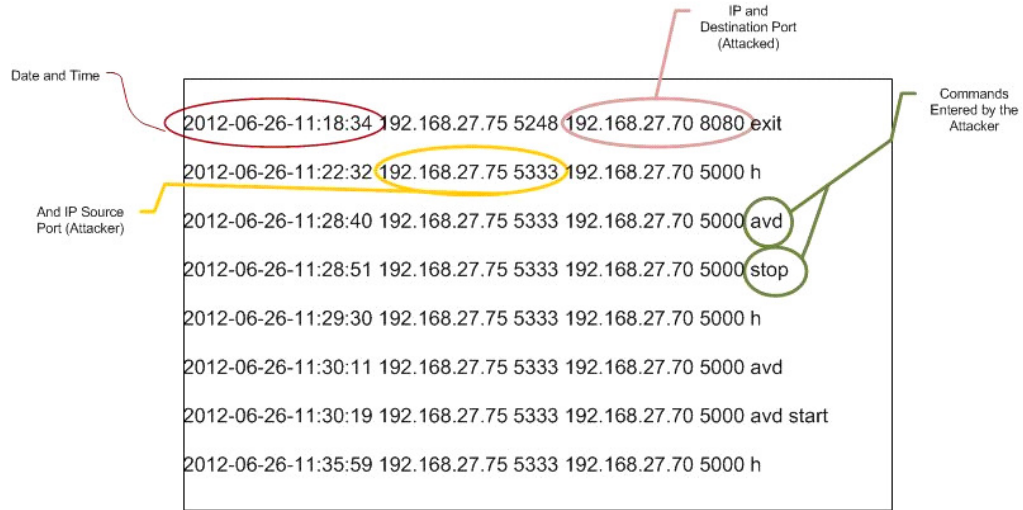 IP and
Destination Port
(Attacked)
Date and Time
Commands
Entered by the
Attacker
2012-06-26-11:18:34 192.168.27.75 5248 192.168.27.70 8080 exit
2012-06-26-11:22:32 192.168.27.75 5333 192.168.27.70 5000 h
And IP Source
Port (Attacker)
2012-06-26-11:28:40 192.168.27.75 5333 192.168.27.70 5000 avd
2012-06-26-11:28:51 192.168.27.75 5333 192.168.27.70 5000 stop
2012-06-26-11:29:30 192.168.27.75 5333 192.168.27.70 5000 h
2012-06-26-11:30:11 192.168.27.75 5333 192.168.27.70 5000 avd
2012-06-26-11:30:19 192.168.27.75 5333 192.168.27.70 5000 avd start
2012-06-26-11:35:59 192.168.27.75 5333 192.168.27.70 5000 h